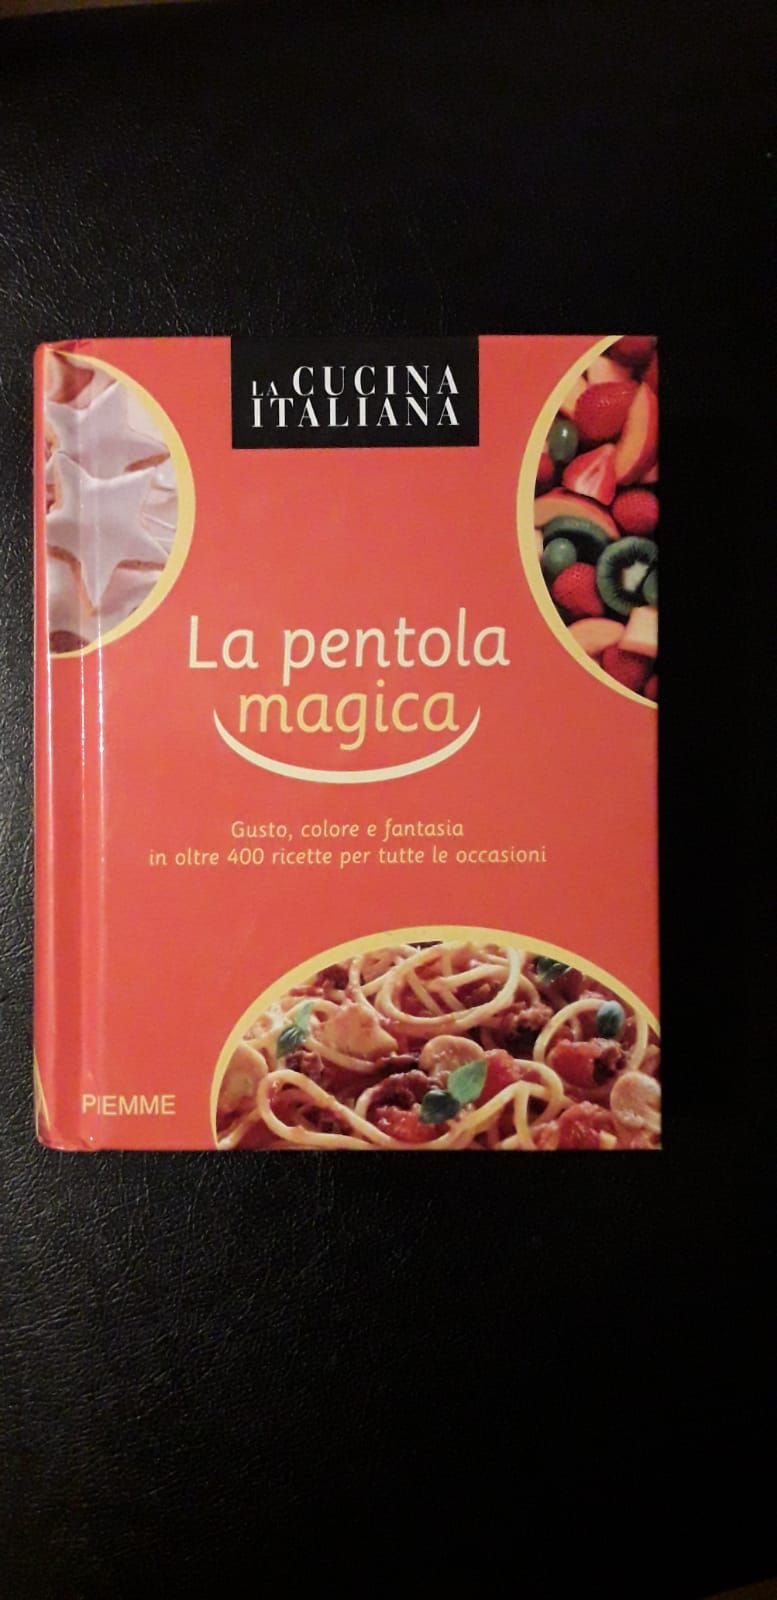 LA CUCINA
ITALIANA
La pentola
magica
Gusto, colore e fantasia
in oltre 400 ricette per tutte le occasioni
PIEMME